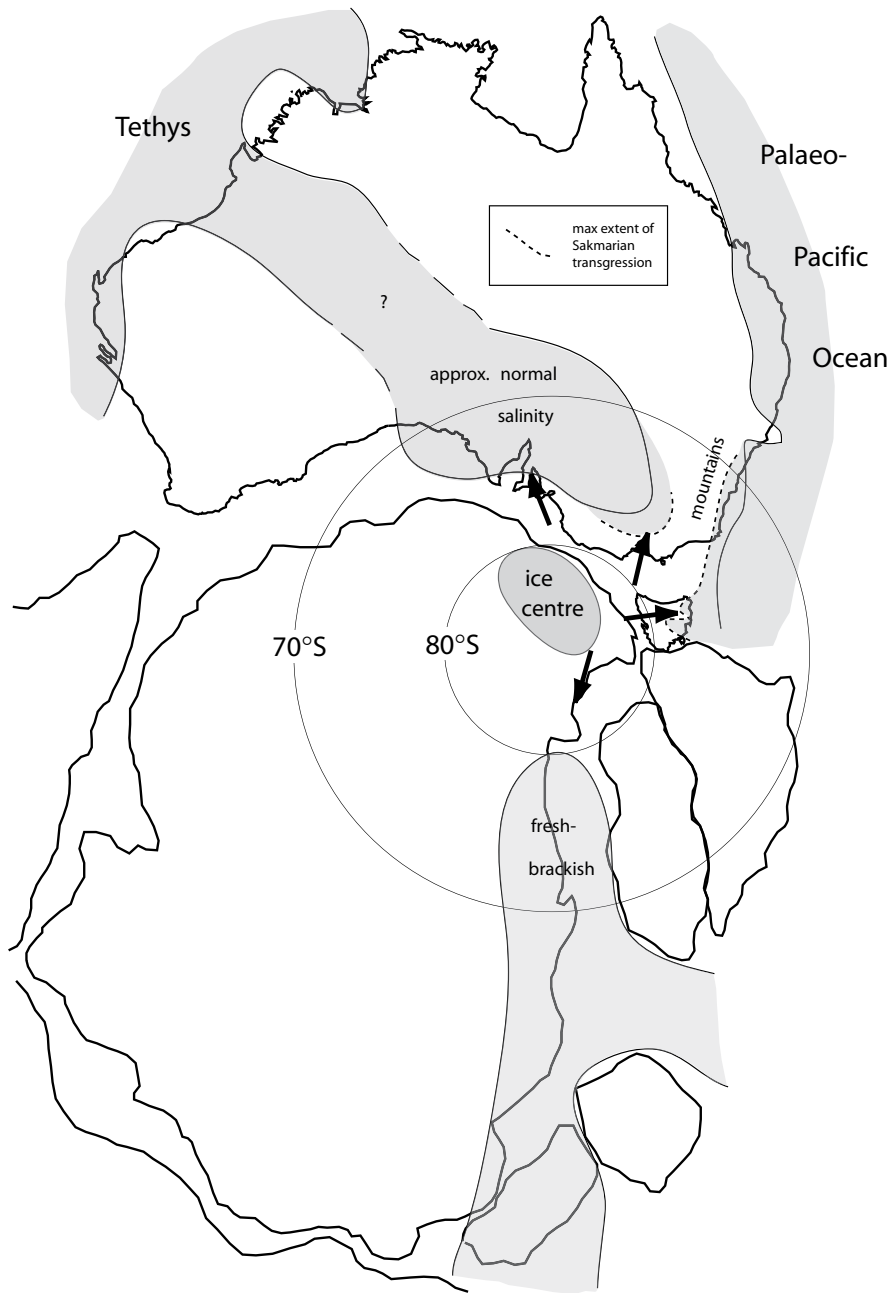 Tethys
Palaeo-
Pacific
Ocean
max extent of
Sakmarian
transgression
?
approx. normal
salinity
mountains
ice
centre
70°S
80°S
fresh-
brackish